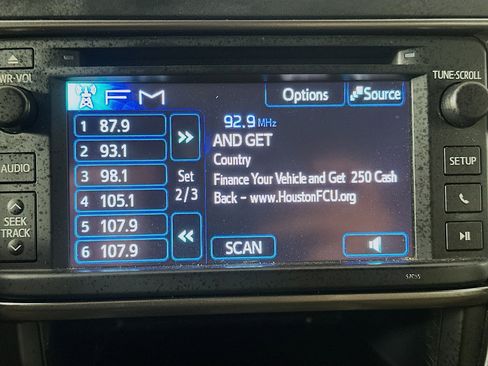 PWR-VOL
AUDIO
SEEK
TRACK
FM
Options
Source
1 87.9
2 93.1
3 98.1
4 105.1
5 107.9
6 107.9
>>
Set
2/3
<<
92.9 MHz
AND GET
Country
Finance Your Vehicle and Get 250 Cash
Back – www.HoustonFCU.org
SCAN
TUNE-SCROLL
SETUP